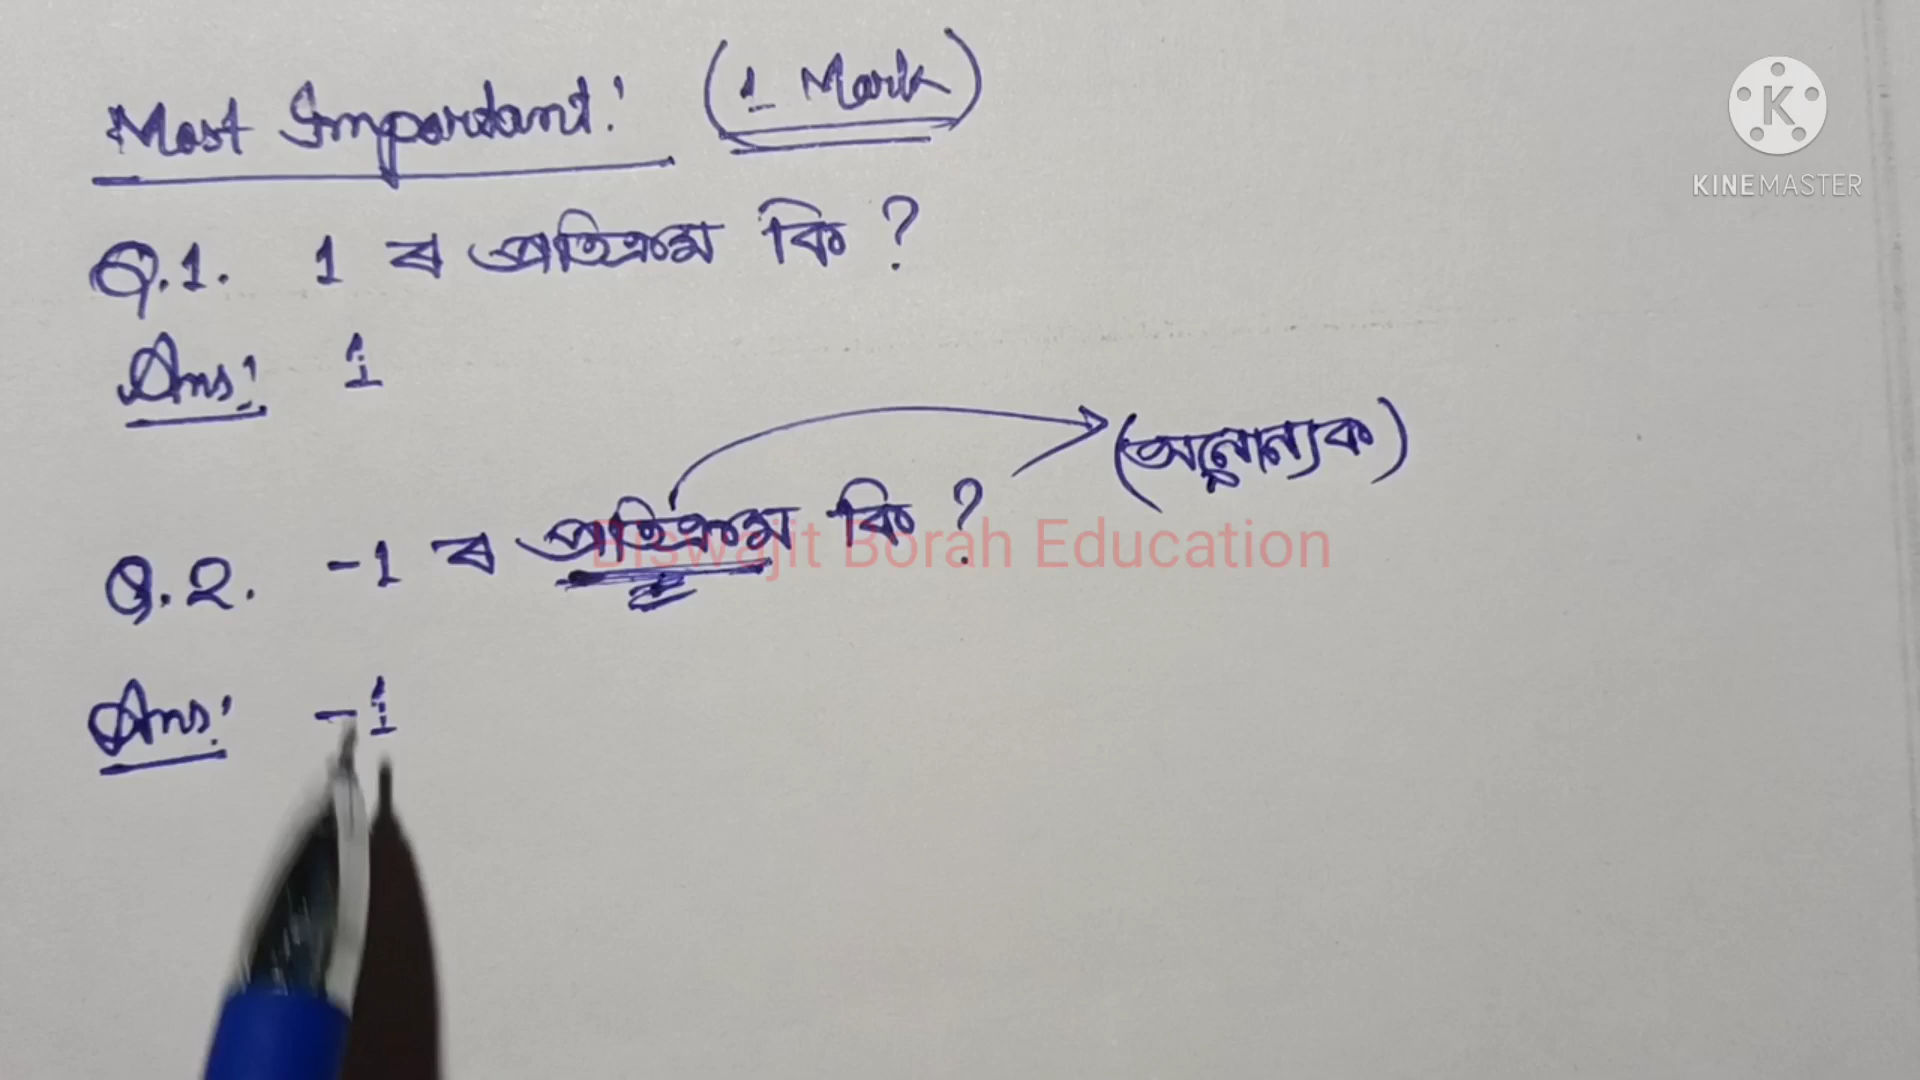 Most Important: (1 Mark)
KINEMASTER
Q.1. 1 ৰ প্ৰতিক্ৰম কি ?
Ans: 1
(অন্যোন্যক)
Q.2. -1 ৰ প্ৰতিক্ৰম কি ?
Biswajit Borah Education
Ans: -1